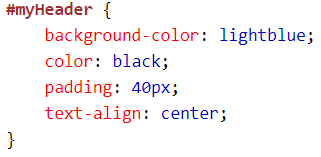 #myHeader {
    background-color: lightblue;
    color: black;
    padding: 40px;
    text-align: center;
}